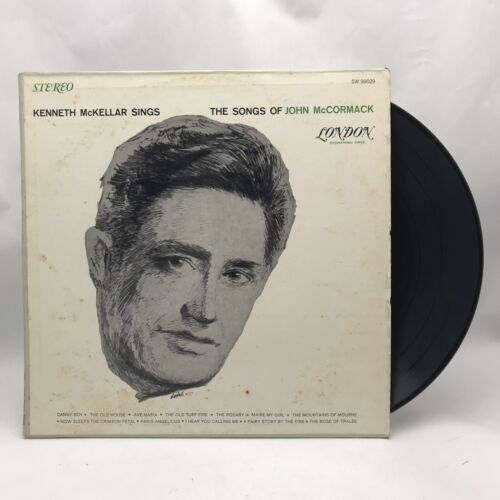 STEREO
SW 99029
KENNETH McKELLAR SINGS THE SONGS OF JOHN McCORMACK
LONDON
INTERNATIONAL SERIES
DANNY BOY • THE OLD HOUSE • AVE MARIA • THE OLD TURF FIRE • THE ROSARY • MAIRE MY GIRL • THE MOUNTAINS OF MOURNE
• NOW SLEEPS THE CRIMSON PETAL • PANIS ANGELICUS • I HEAR YOU CALLING ME • A FAIRY STORY BY THE FIRE • THE ROSE OF TRALEE